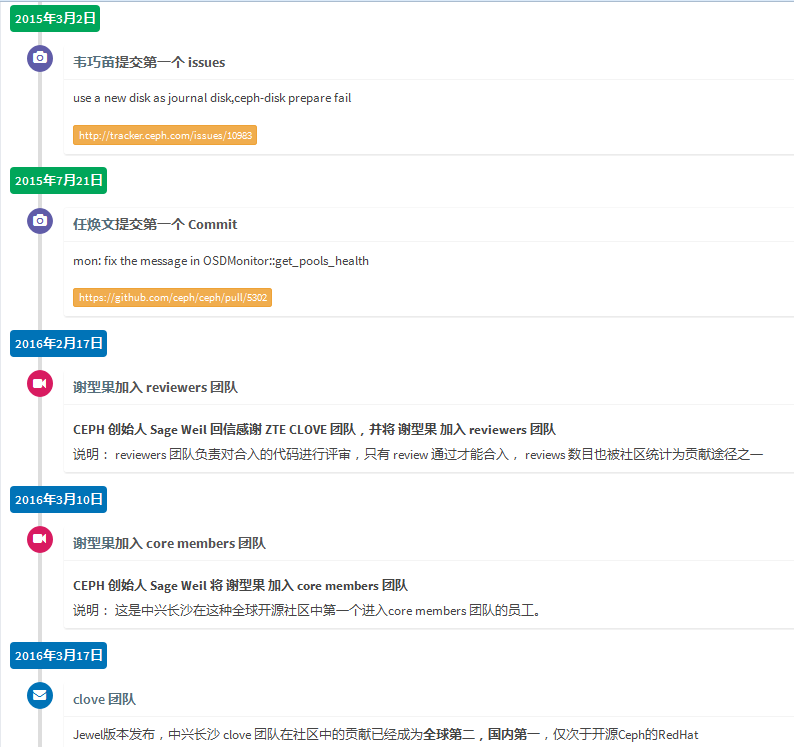 2015年3月2日
韦巧苗提交第一个 issues
use a new disk as journal disk,ceph-disk prepare fail
http://tracker.ceph.com/issues/10983
2015年7月21日
任焕文提交第一个 Commit
mon: fix the message in OSDMonitor::get_pools_health
https://github.com/ceph/ceph/pull/5302
2016年2月17日
谢型果加入 reviewers 团队
CEPH 创始人 Sage Weil 回信感谢 ZTE CLOVE 团队，并将 谢型果 加入 reviewers 团队
说明： reviewers 团队负责对合入的代码进行评审，只有 review 通过才能合入， reviews 数目也被社区统计为贡献途径之一
2016年3月10日
谢型果加入 core members 团队
CEPH 创始人 Sage Weil 将 谢型果 加入 core members 团队
说明： 这是中兴长沙在这种全球开源社区中第一个进入core members 团队的员工。
2016年3月17日
clove 团队
Jewel版本发布，中兴长沙 clove 团队在社区中的贡献已经成为全球第二，国内第一，仅次于开源Ceph的RedHat